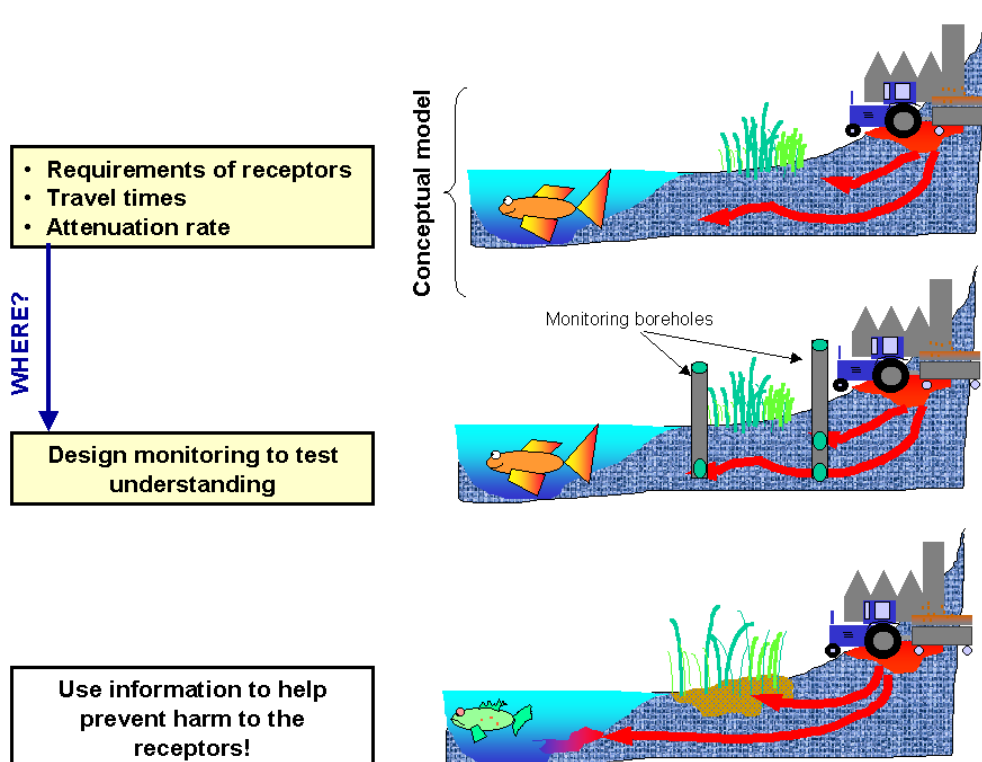 Conceptual model
• Requirements of receptors
• Travel times
• Attenuation rate
WHERE?
Monitoring boreholes
Design monitoring to test
understanding
Use information to help
prevent harm to the
receptors!